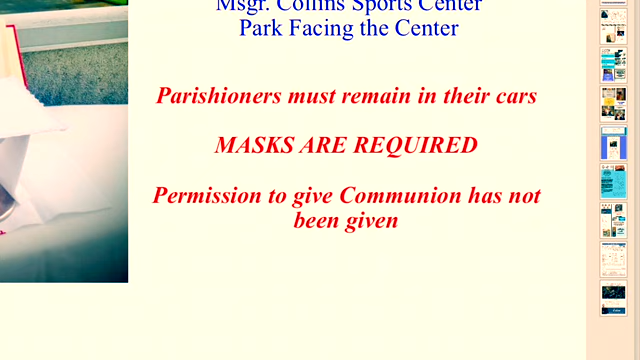 Msgr. Collins Sports Center
Park Facing the Center
Parishioners must remain in their cars
MASKS ARE REQUIRED
Permission to give Communion has not
been given